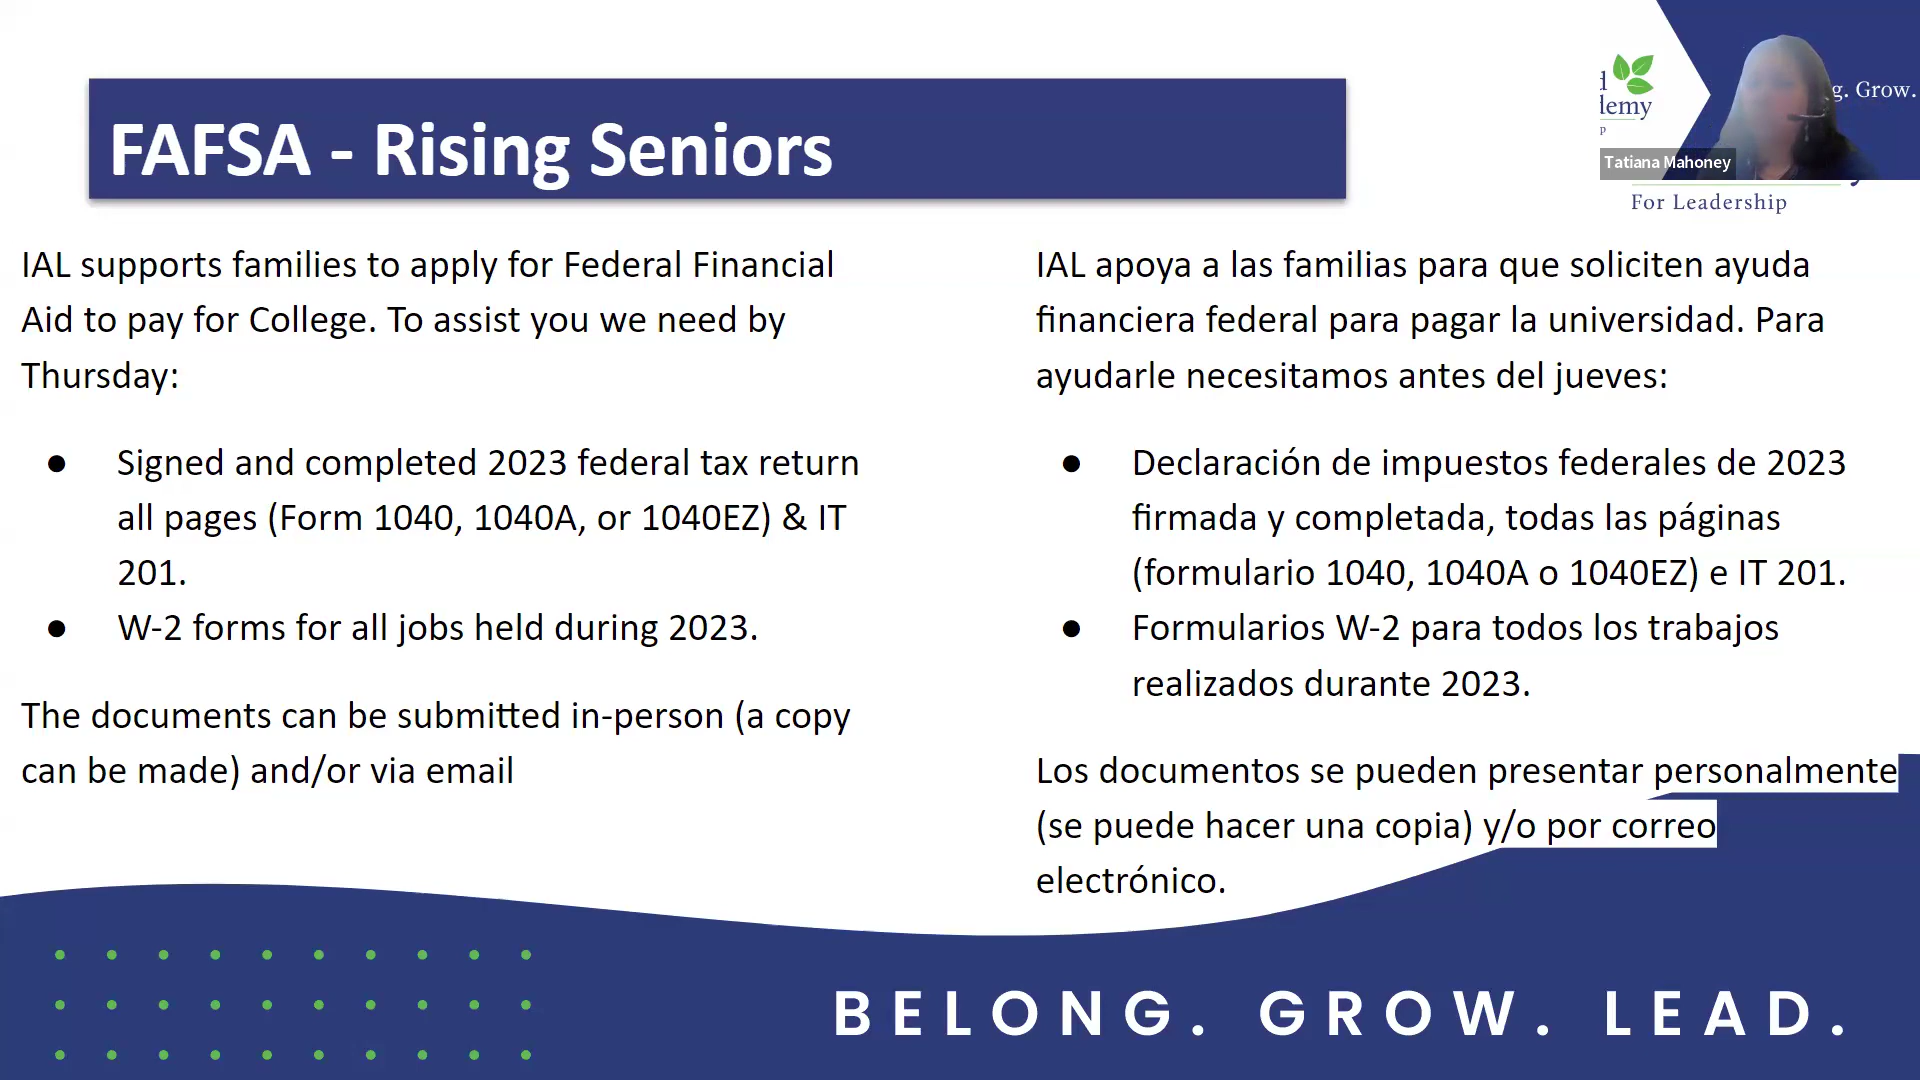 FAFSA - Rising Seniors
demy
g. Grow.
Tatiana Mahoney
For Leadership
IAL supports families to apply for Federal Financial
Aid to pay for College. To assist you we need by
Thursday:
● Signed and completed 2023 federal tax return
all pages (Form 1040, 1040A, or 1040EZ) & IT
201.
● W-2 forms for all jobs held during 2023.
The documents can be submitted in-person (a copy
can be made) and/or via email
IAL apoya a las familias para que soliciten ayuda
financiera federal para pagar la universidad. Para
ayudarle necesitamos antes del jueves:
● Declaración de impuestos federales de 2023
firmada y completada, todas las páginas
(formulario 1040, 1040A o 1040EZ) e IT 201.
● Formularios W-2 para todos los trabajos
realizados durante 2023.
Los documentos se pueden presentar personalmente
(se puede hacer una copia) y/o por correo
electrónico.
BELONG. GROW. LEAD.